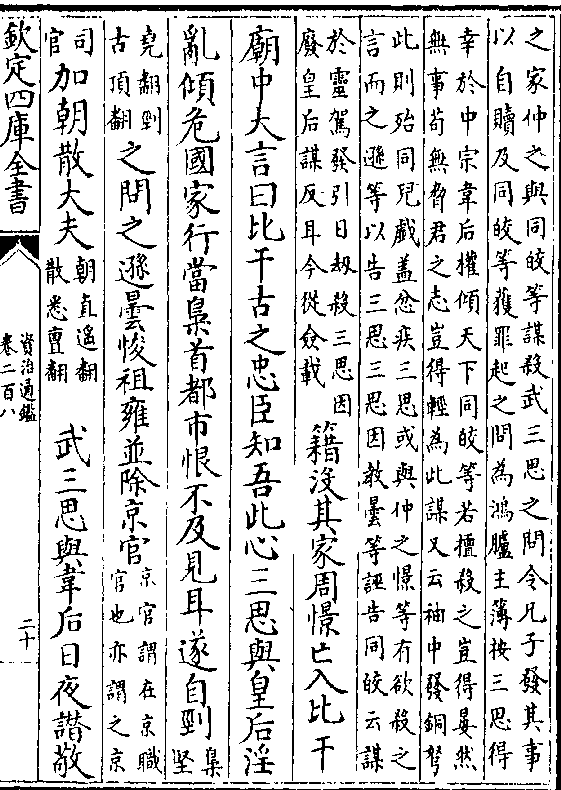 之家仲之與同皎等謀殺武三思之問令兄子發其事
以自贖及同皎等獲罪起之問為鴻臚主簿按三思得
幸於中宗韋后權傾天下同皎等若擅殺之豈得晏然
無事苟無脅君之志豈得輕為此謀又云袖中發銅弩
此則殆同兒戯盖忿疾三思或與仲之憬等有欲殺之
言而之遜等以告三思三思因教曇等誣告同皎云謀
於靈駕發引日刼殺三思因
廢皇后謀反耳今從僉載
籍沒其家周憬亡入比干
廟中大言曰比干古之忠臣知吾此心三思與皇后淫
亂傾危國家行當梟首都市恨不及見耳遂自剄
梟
堅
堯翻剄
古頂翻
之問之遜曇悛祖雍並除京官
京官謂在京職
官也亦謂之京
司
官
加朝散大夫
朝直遥翻
散悉亶翻
武三思與韋后日夜譖敬
欽定四庫全書
資治通鑑
卷二百八
二十